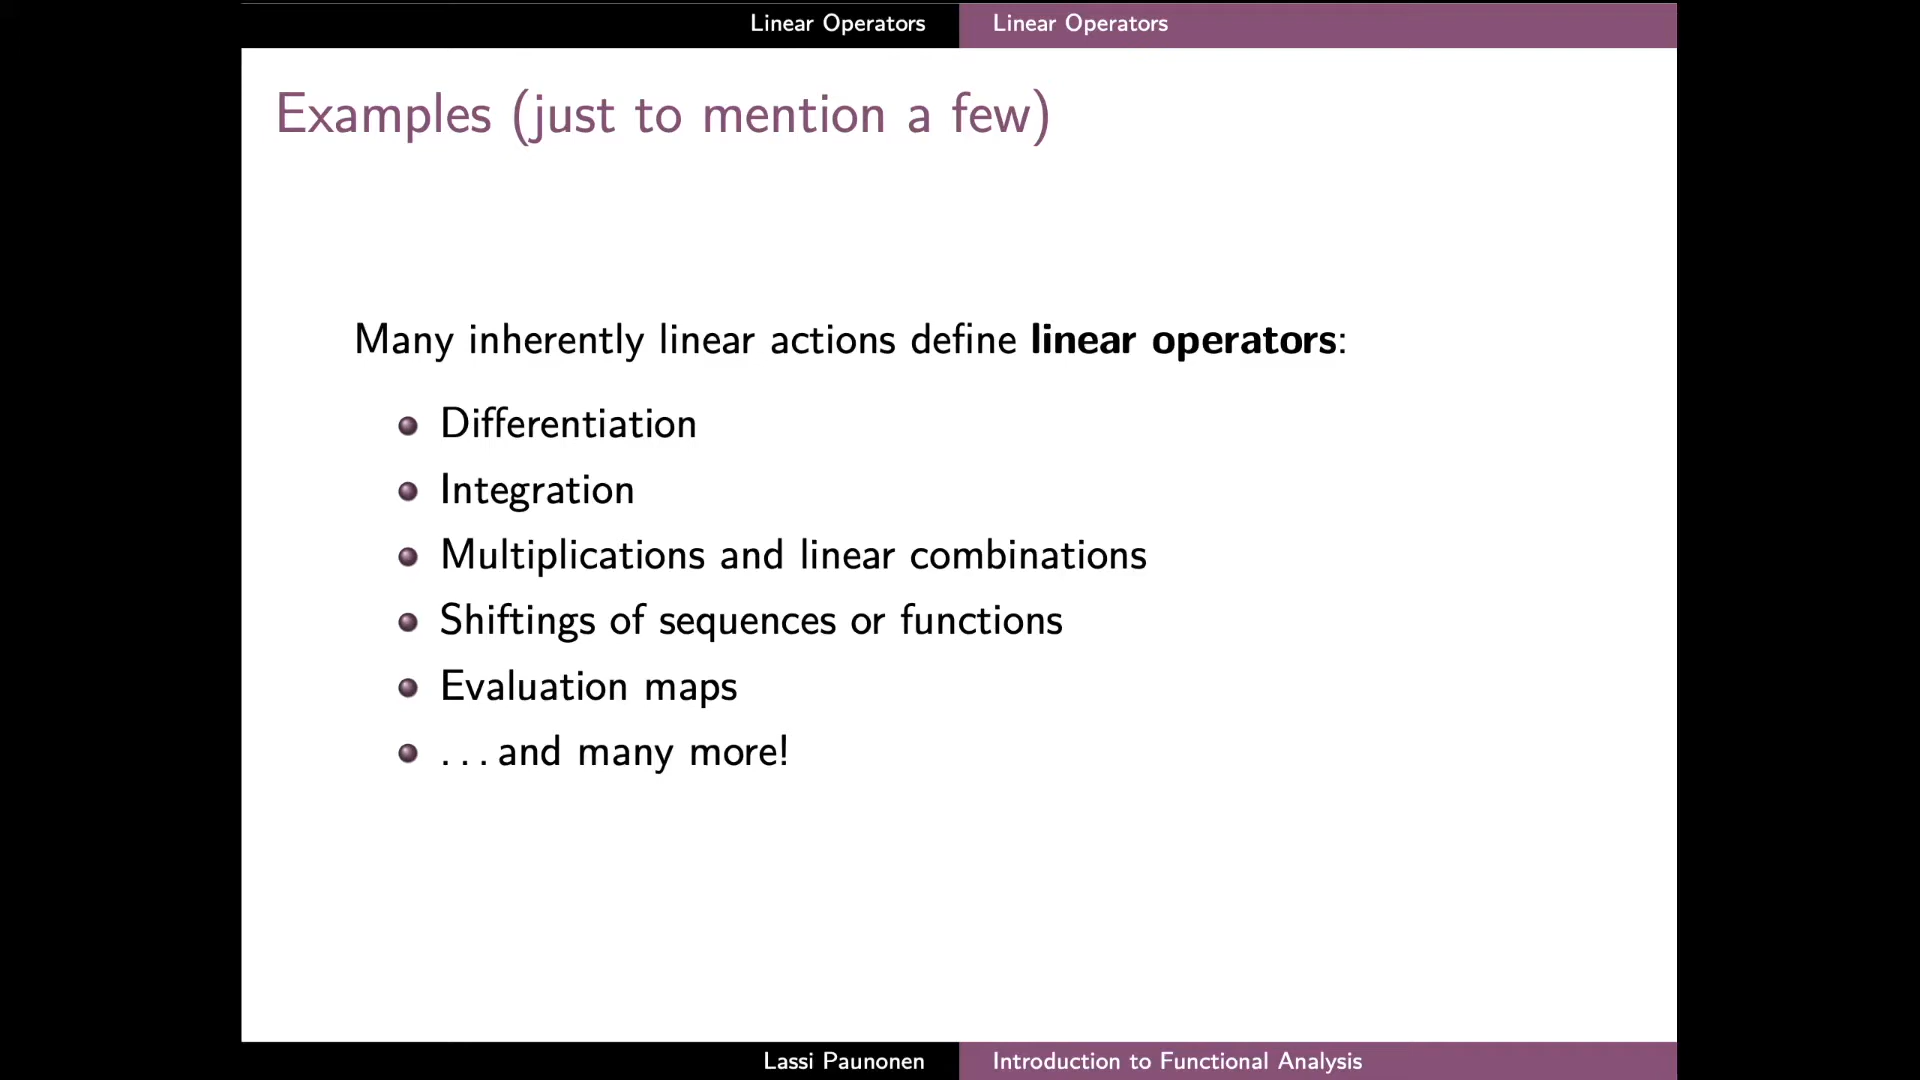 Linear Operators
Linear Operators
Examples (just to mention a few)
Many inherently linear actions define linear operators:
Differentiation
Integration
Multiplications and linear combinations
Shiftings of sequences or functions
Evaluation maps
...and many more!
Lassi Paunonen
Introduction to Functional Analysis